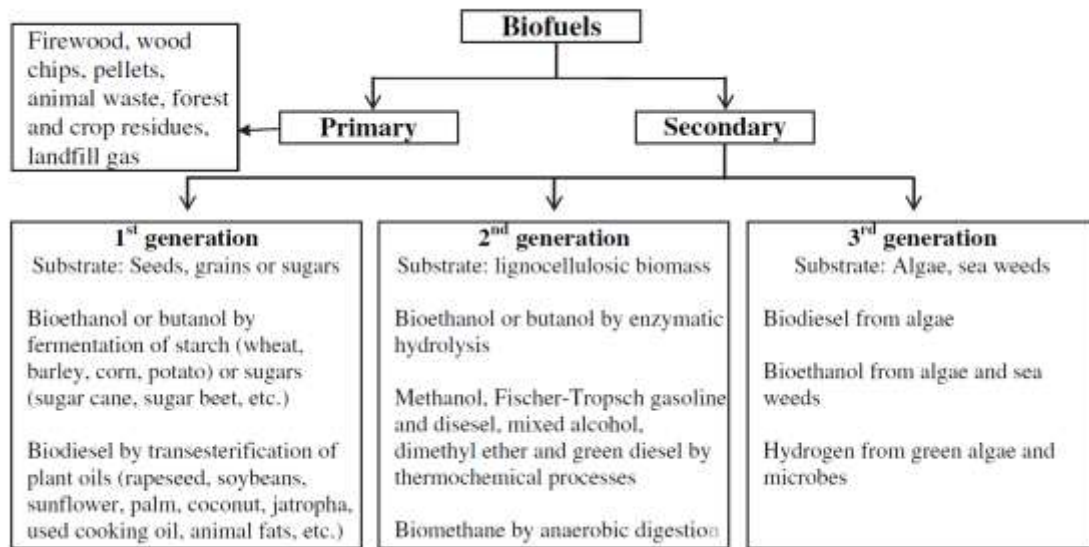 Biofuels
Firewood, wood
chips, pellets,
animal waste, forest
and crop residues,
landfill gas
Primary
Secondary
1st generation
Substrate: Seeds, grains or sugars
Bioethanol or butanol by
fermentation of starch (wheat,
barley, corn, potato) or sugars
(sugar cane, sugar beet, etc.)
Biodiesel by transesterification of
plant oils (rapeseed, soybeans,
sunflower, palm, coconut, jatropha,
used cooking oil, animal fats, etc.)
2nd generation
Substrate: lignocellulosic biomass
Bioethanol or butanol by enzymatic
hydrolysis
Methanol, Fischer-Tropsch gasoline
and disesel, mixed alcohol,
dimethyl ether and green diesel by
thermochemical processes
Biomethane by anaerobic digestion
3rd generation
Substrate: Algae, sea weeds
Biodiesel from algae
Bioethanol from algae and sea
weeds
Hydrogen from green algae and
microbes